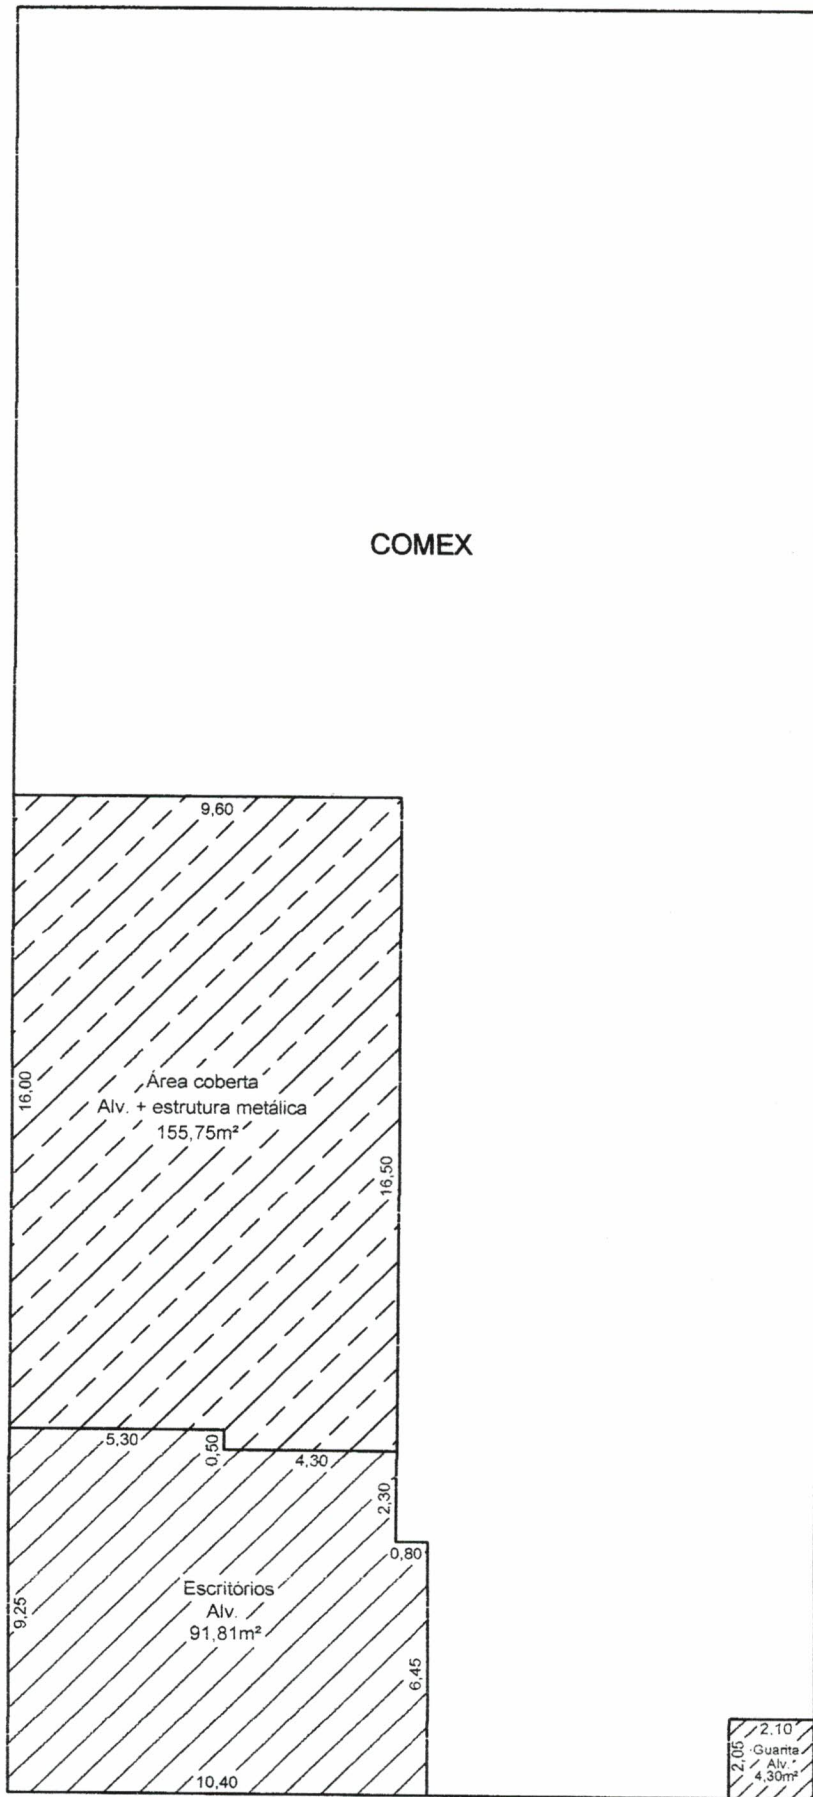 COMEX
9,60
16,00
Área coberta
Alv. + estrutura metálica
155,75m²
16,50
5,30
0,50
4,30
2,30
0,80
Escritórios
Alv.
91,81m²
9,25
6,45
10,40
2,10
2,05
Guarita
Alv.
4,30m²